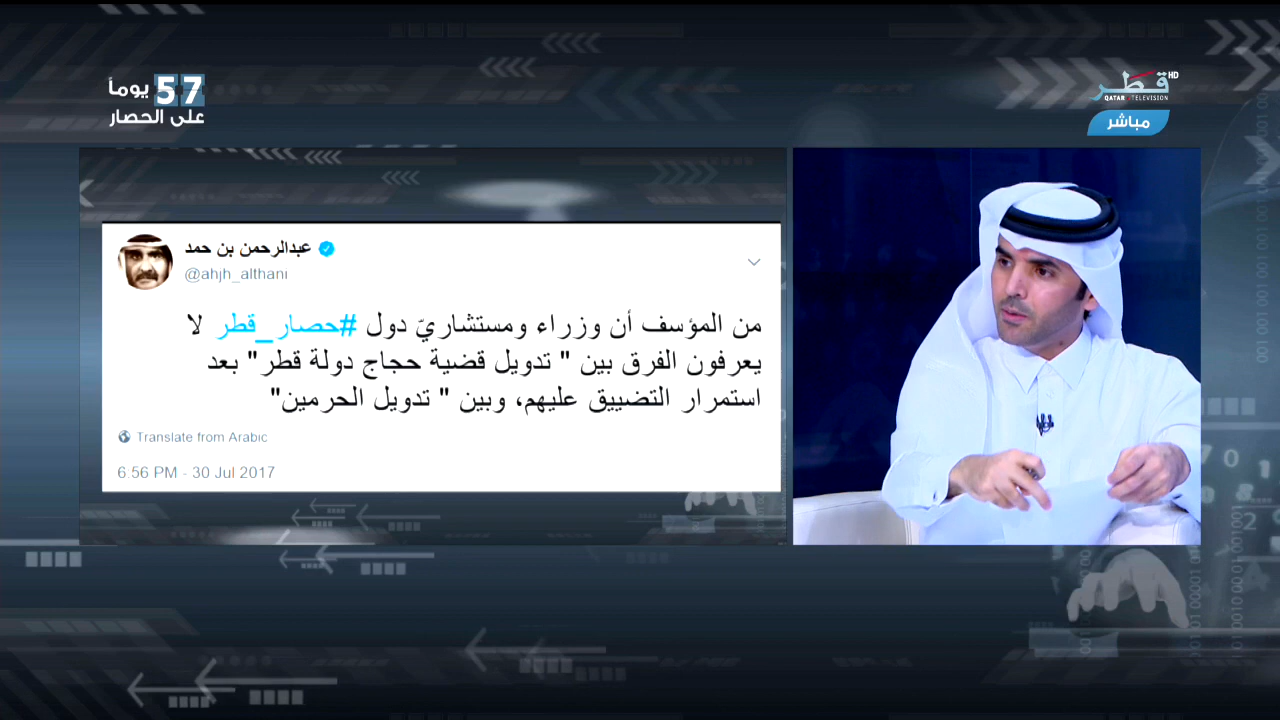 57 يوماً
على الحصار
قطر HD
QATAR TELEVISION
مباشر
عبدالرحمن بن حمد
@ahjh_althani
من المؤسف أن وزراء ومستشاريّ دول #حصار_قطر لا
يعرفون الفرق بين " تدويل قضية حجاج دولة قطر" بعد
استمرار التضييق عليهم، وبين " تدويل الحرمين"
Translate from Arabic
6:56 PM - 30 Jul 2017